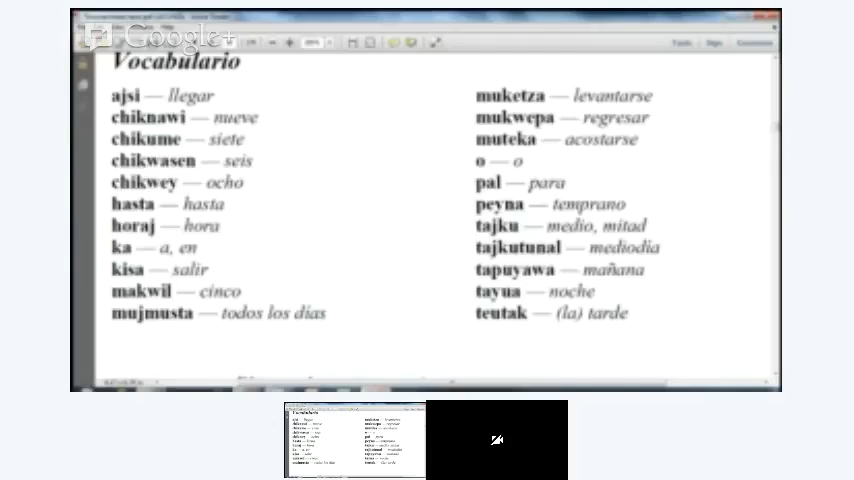 Google+
Vocabulario
ajsi — llegar
chiknawi — nueve
chikume — siete
chikwasen — seis
chikwey — ocho
hasta — hasta
horaj — hora
ka — a, en
kisa — salir
makwil — cinco
mujmusta — todos los días
muketza — levantarse
mukwepa — regresar
muteka — acostarse
o — o
pal — para
peyna — temprano
tajku — medio, mitad
tajkutunal — mediodía
tapuyawa — mañana
tayua — noche
teutak — (la) tarde